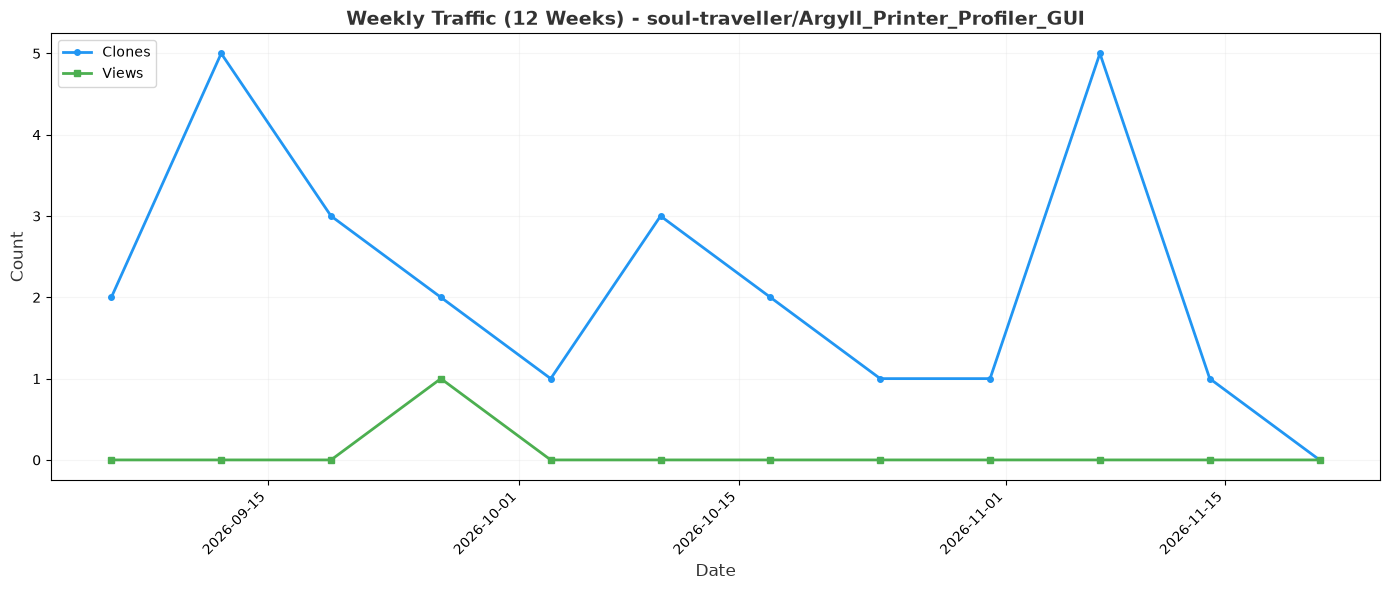 Weekly Traffic (12 Weeks) - soul-traveller/Argyll_Printer_Profiler_GUI
Clones
Views
Count
5
4
3
2
1
0
2026-09-15
2026-10-01
2026-10-15
2026-11-01
2026-11-15
Date